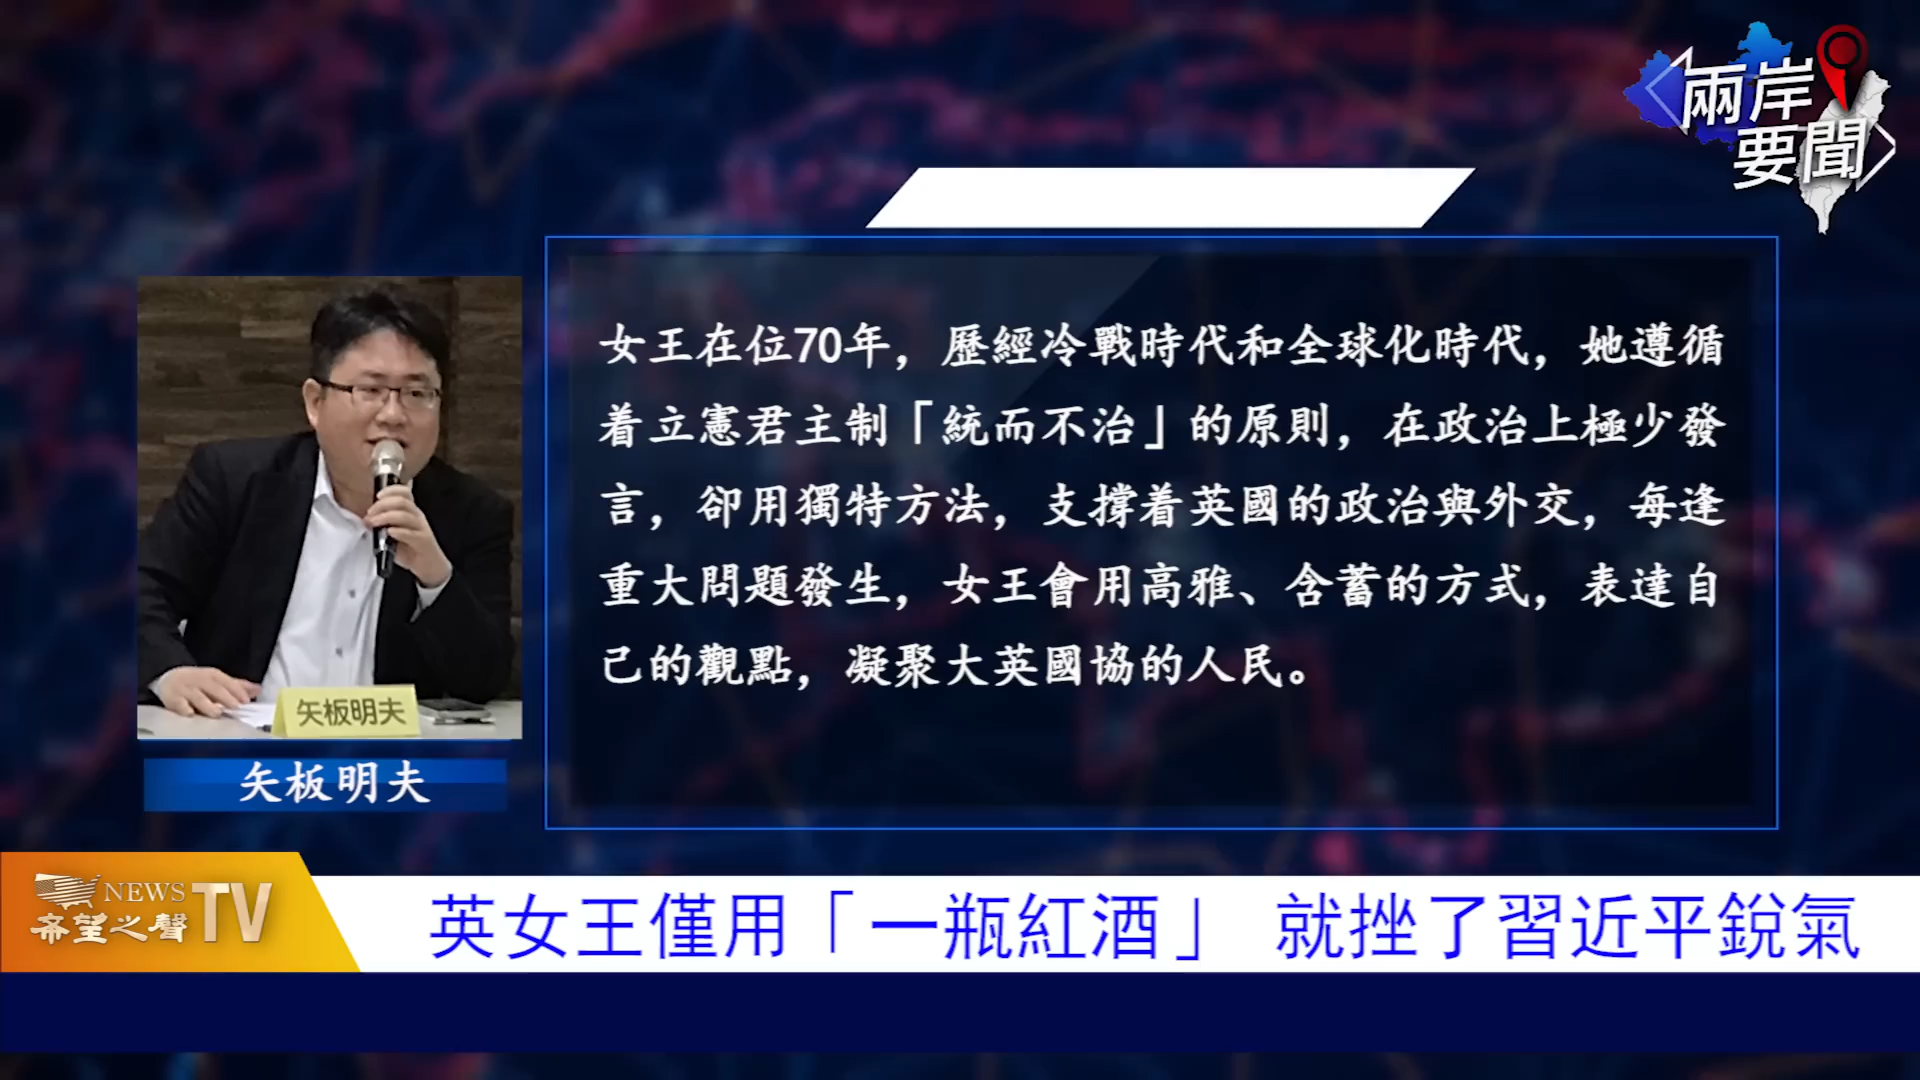 兩岸
要聞
女王在位70年，歷經冷戰時代和全球化時代，她遵循
着立憲君主制「統而不治」的原則，在政治上極少發
言，卻用獨特方法，支撐着英國的政治與外交，每逢
重大問題發生，女王會用高雅、含蓄的方式，表達自
己的觀點，凝聚大英國協的人民。
矢板明夫
矢板明夫
NEWS
希望之聲TV
英女王僅用「一瓶紅酒」 就挫了習近平銳氣